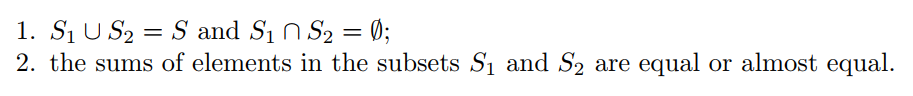 1. S₁ ∪ S₂ = S and S₁ ∩ S₂ = ∅;
2. the sums of elements in the subsets S₁ and S₂ are equal or almost equal.